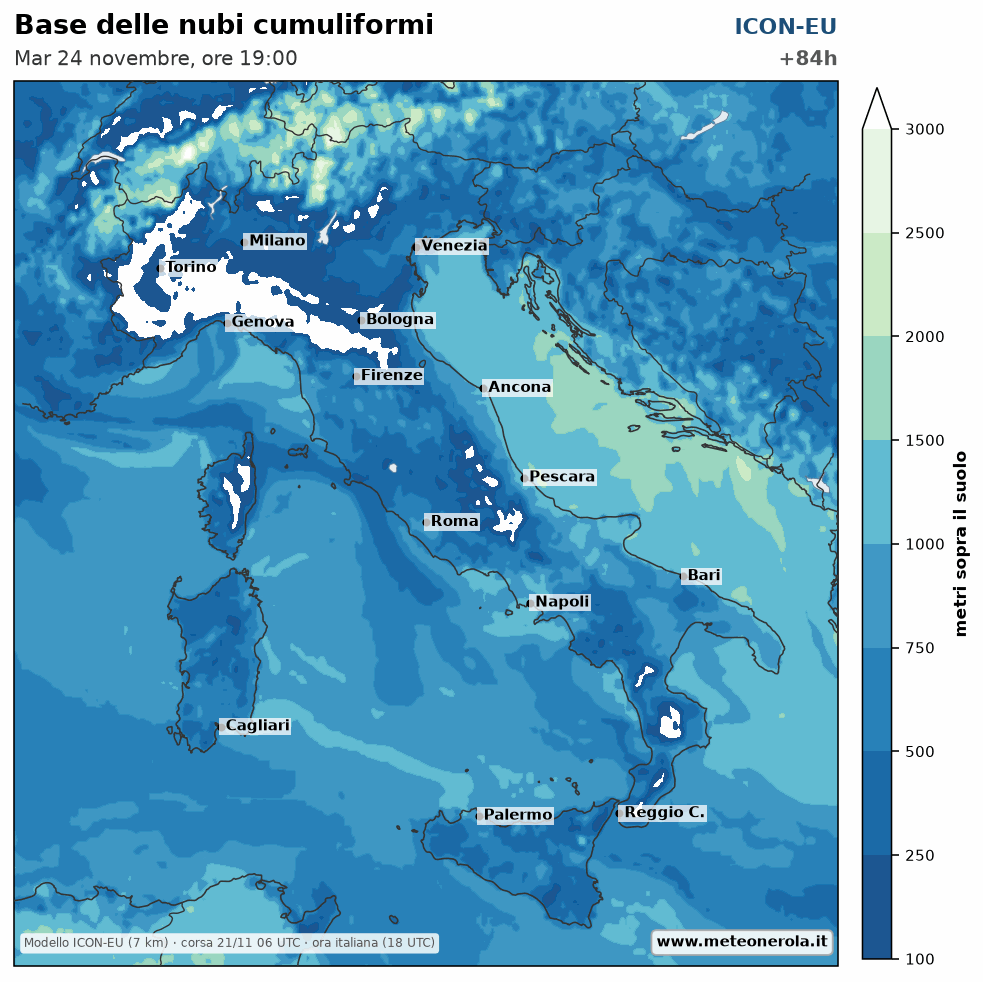 Base delle nubi cumuliformi
ICON-EU
Mar 24 novembre, ore 19:00
+84h
Milano
Venezia
Torino
Genova
Bologna
Firenze
Ancona
Pescara
Roma
Bari
Napoli
Cagliari
Palermo
Reggio C.
3000
2500
2000
1500
1000
750
500
250
100
metri sopra il suolo
Modello ICON-EU (7 km) · corsa 21/11 06 UTC · ora italiana (18 UTC)
www.meteonerola.it